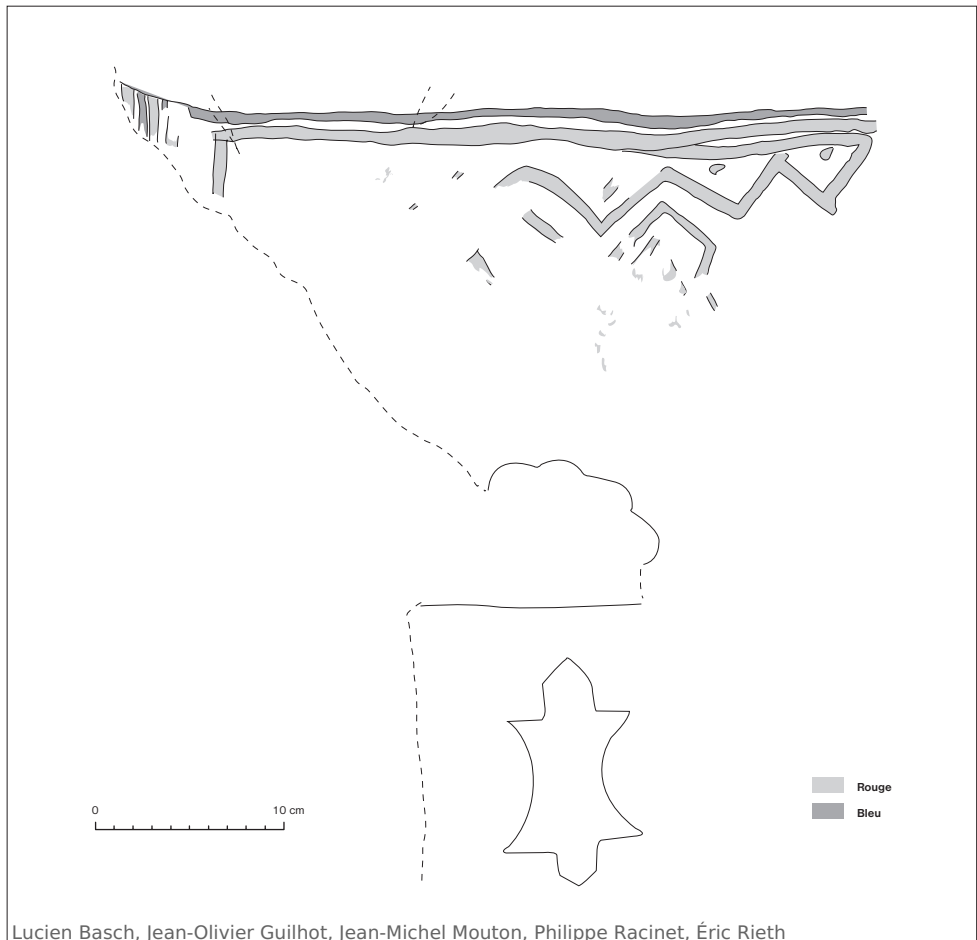 Rouge
Bleu
0 10 cm
Lucien Basch, Jean-Olivier Guilhot, Jean-Michel Mouton, Philippe Racinet, Éric Rieth